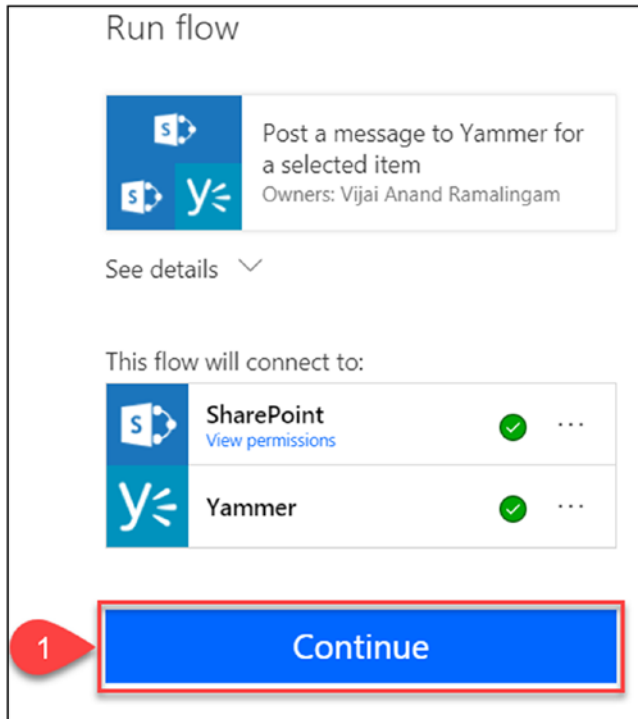 Run flow
Post a message to Yammer for
a selected item
Owners: Vijai Anand Ramalingam
See details
This flow will connect to:
SharePoint
View permissions
Yammer
1
Continue